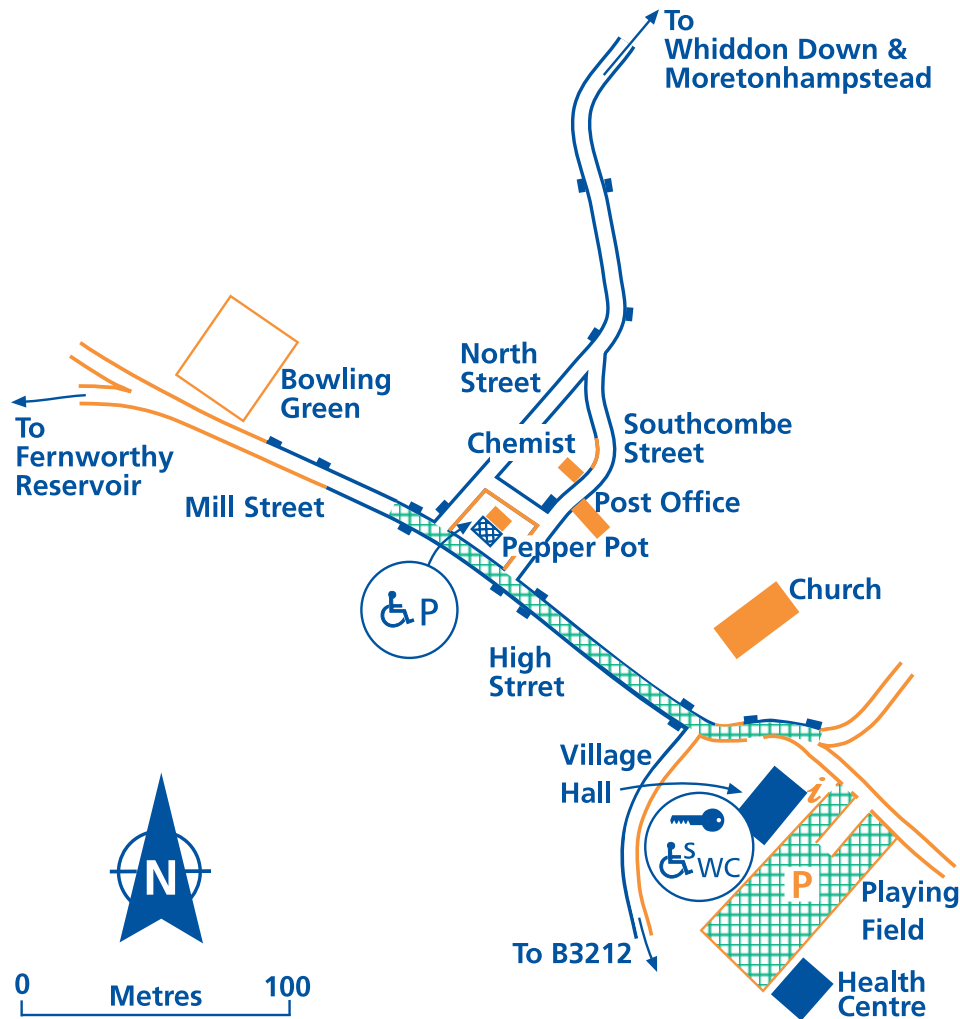 To
Whiddon Down &
Moretonhampstead
North
Street
Bowling
Green
Chemist
Southcombe
Street
To
Fernworthy
Reservoir
Mill Street
Post Office
Pepper Pot
P
Church
High
Strret
Village
Hall
i
S
WC
P
Playing
Field
N
To B3212
Health
Centre
0
Metres
100